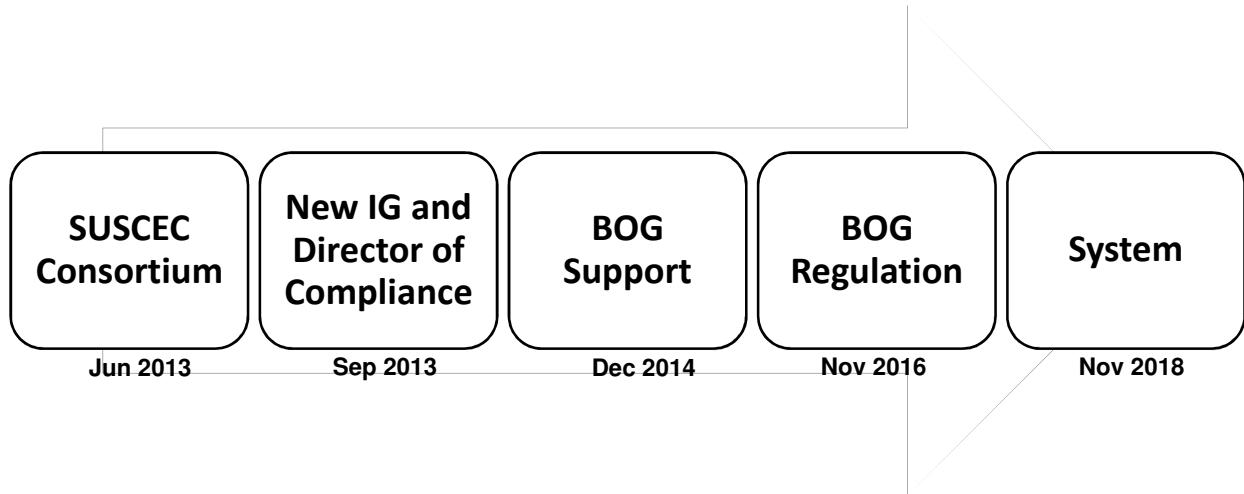 SUSCEC
Consortium
New IG and
Director of
Compliance
BOG
Support
BOG
Regulation
System
Jun 2013
Sep 2013
Dec 2014
Nov 2016
Nov 2018